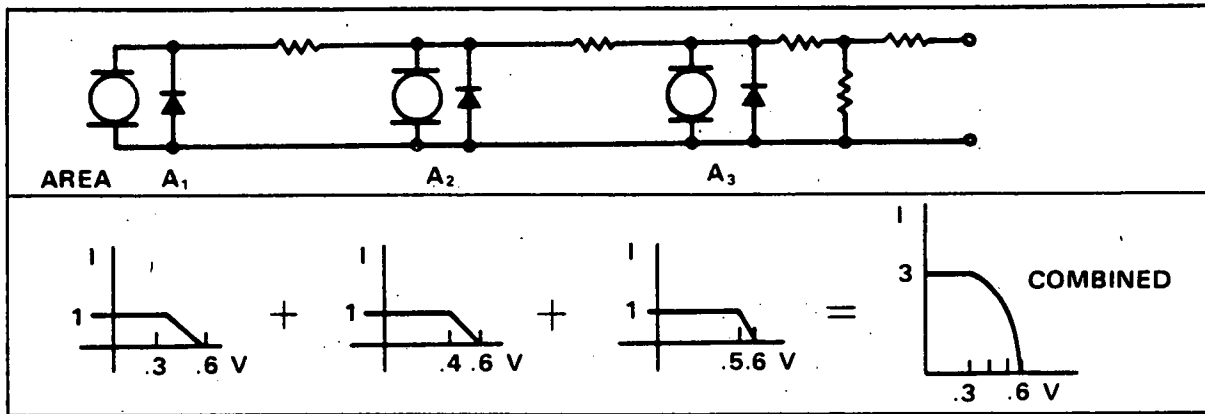 AREA A₁ A₂ A₃
I I I I
1 1 1 3 COMBINED
+ + =
.3 .6 V .4 .6 V .5 .6 V .3 .6 V